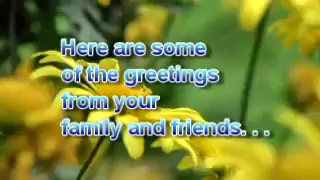 Here are some
of the greetings
from your
family and friends. . .